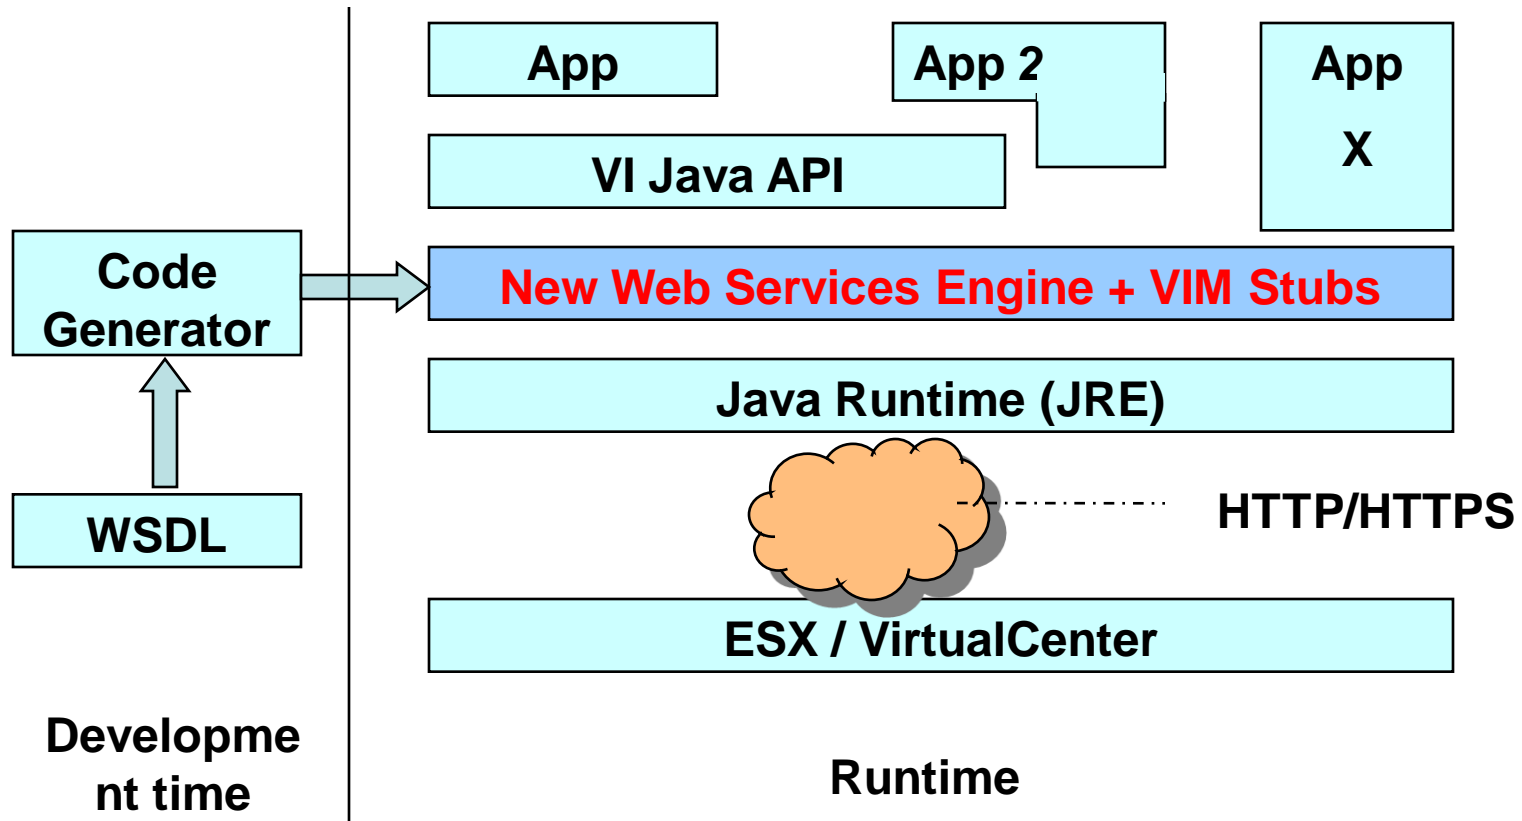 App
App 2
App
X
VI Java API
Code
Generator
New Web Services Engine + VIM Stubs
Java Runtime (JRE)
WSDL
HTTP/HTTPS
ESX / VirtualCenter
Developme
nt time
Runtime